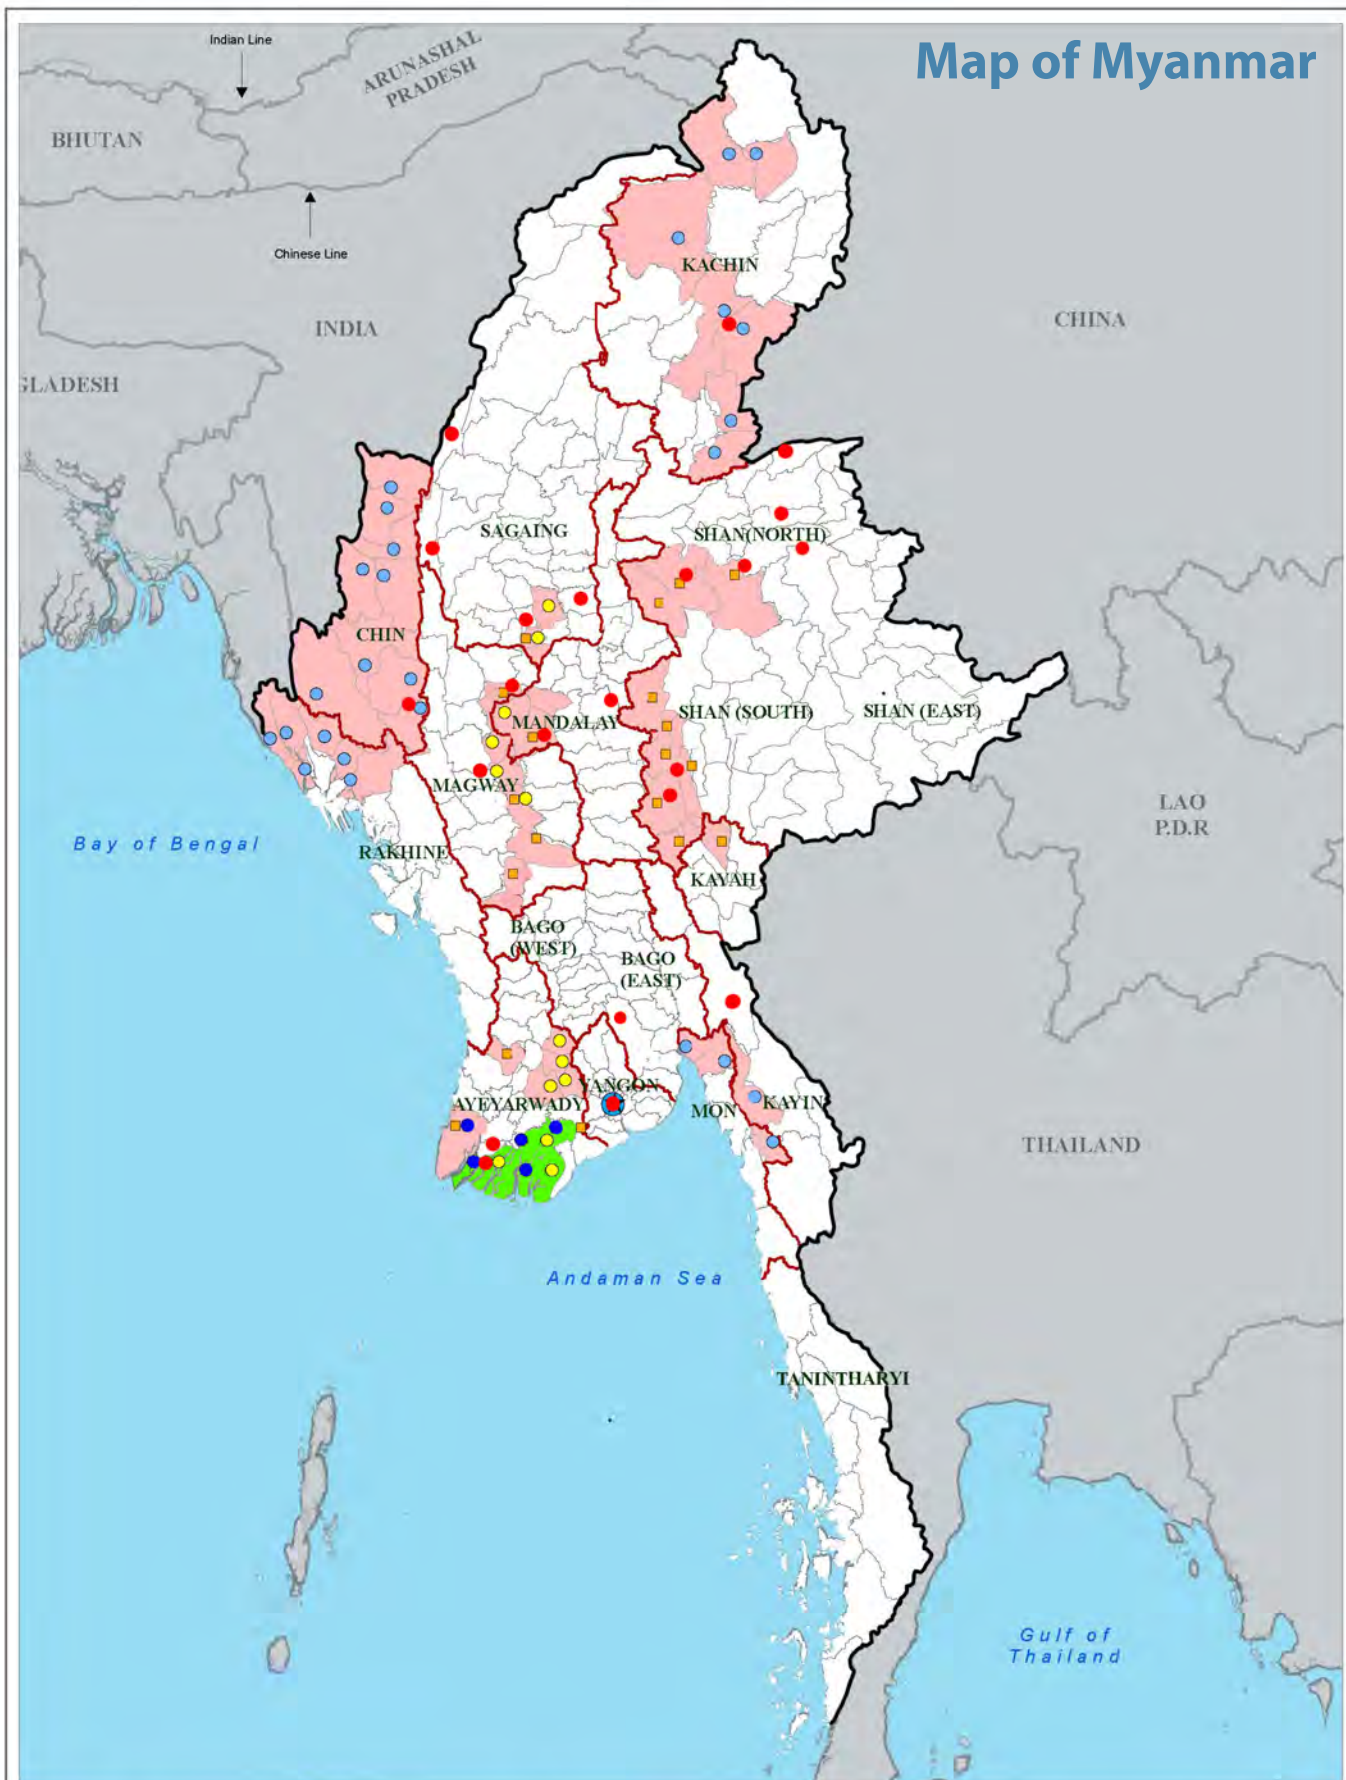 Map of Myanmar
Indian Line
ARUNASHAL
PRADESH
BHUTAN
Chinese Line
KACHIN
INDIA
CHINA
GLADESH
SAGAING
SHAN(NORTH)
CHIN
MANDALAY
SHAN (SOUTH)
SHAN (EAST)
MAGWAY
LAO
P.D.R
Bay of Bengal
RAKHINE
KAYAH
BAGO
(WEST)
BAGO
(EAST)
YANGON
AYEYARWADY
MON
KAYIN
THAILAND
Andaman Sea
TANINTHARYI
Gulf of
Thailand